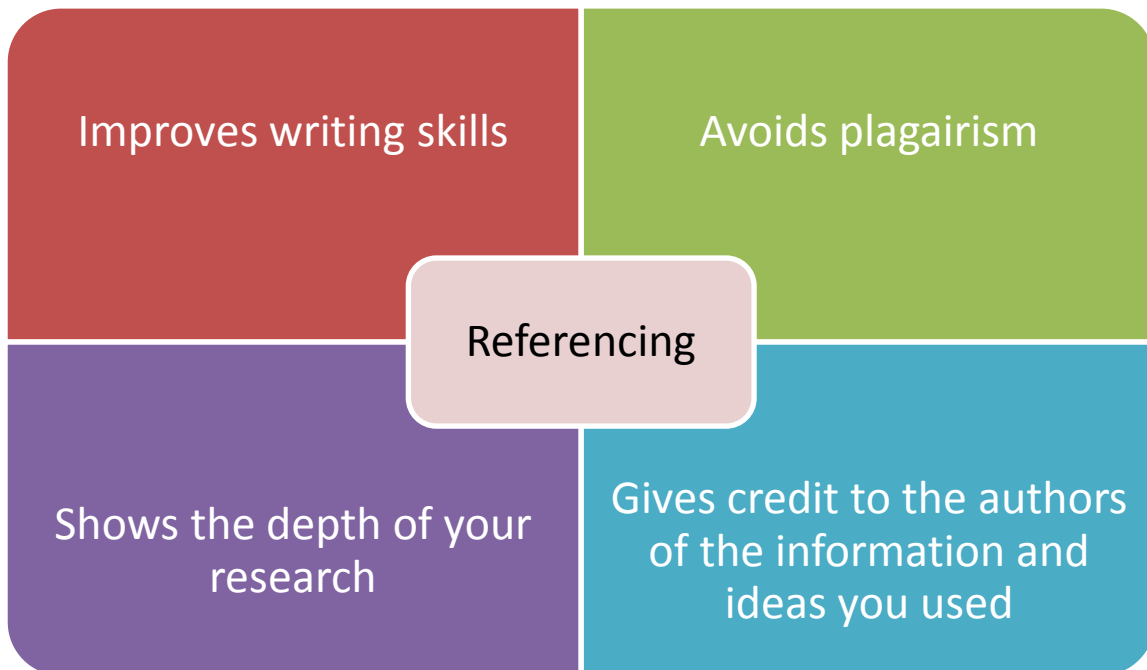 Improves writing skills
Avoids plagairism
Referencing
Shows the depth of your
research
Gives credit to the authors
of the information and
ideas you used